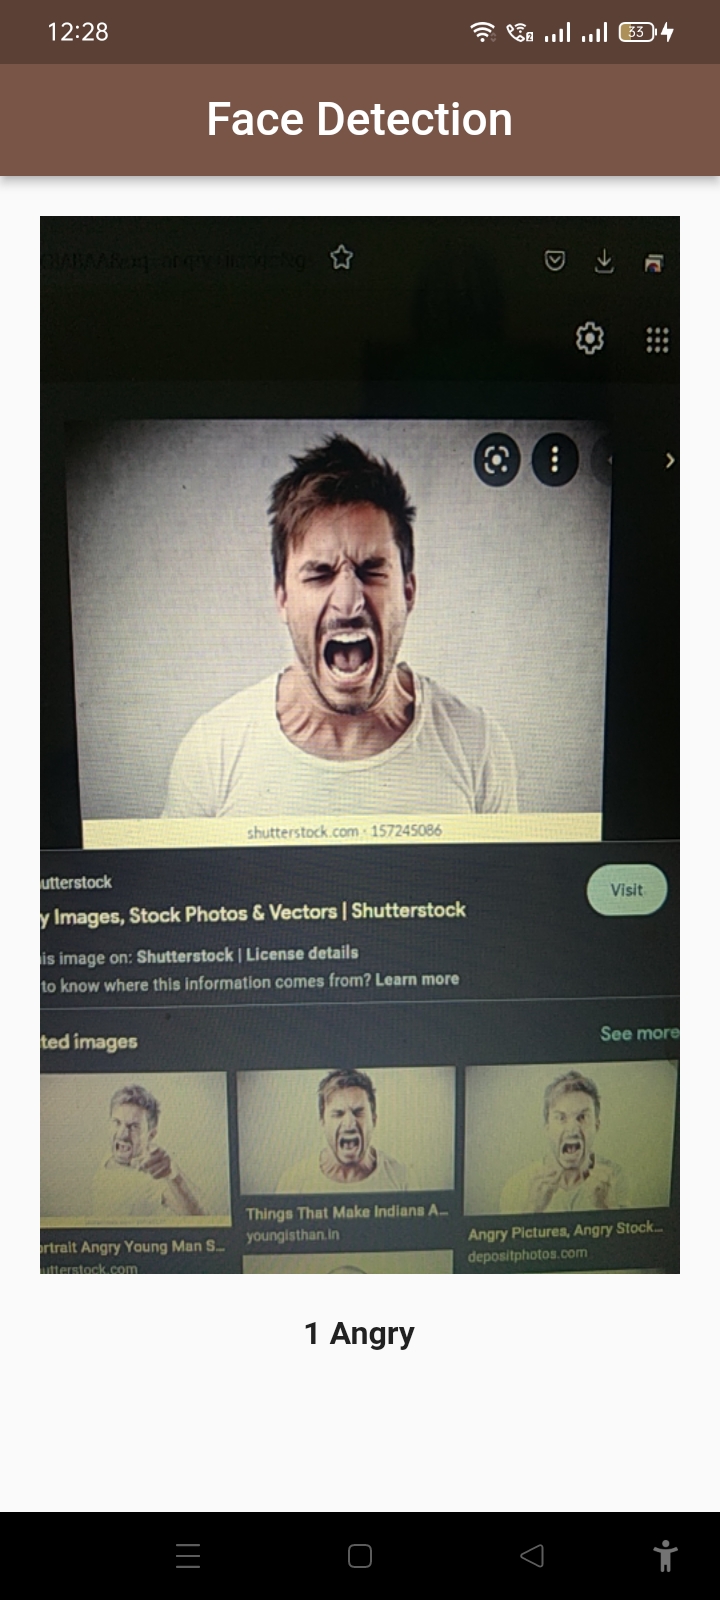 12:28
33
Face Detection
shutterstock.com · 157245086
utterstock
y Images, Stock Photos & Vectors | Shutterstock
Visit
is image on: Shutterstock | License details
to know where this information comes from? Learn more
ted images
See more
rtrait Angry Young Man S...
utterstock.com
Things That Make Indians A...
youngisthan.in
Angry Pictures, Angry Stock...
depositphotos.com
1 Angry